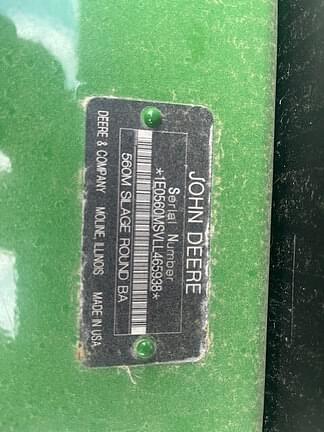 JOHN DEERE
Serial Number
*1E0560MSVLL465938*
560M SILAGE ROUND BA
DEERE & COMPANY MOLINE, ILLINOIS MADE IN USA